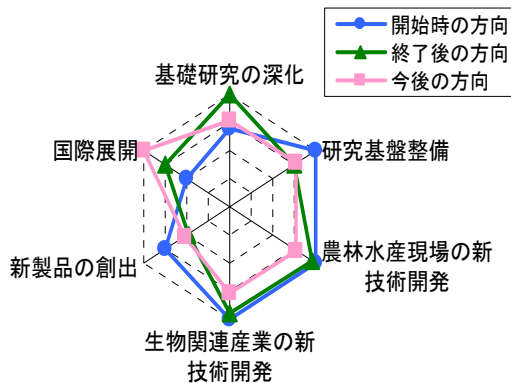 開始時の方向
終了後の方向
今後の方向
基礎研究の深化
研究基盤整備
農林水産現場の新
技術開発
生物関連産業の新
技術開発
新製品の創出
国際展開